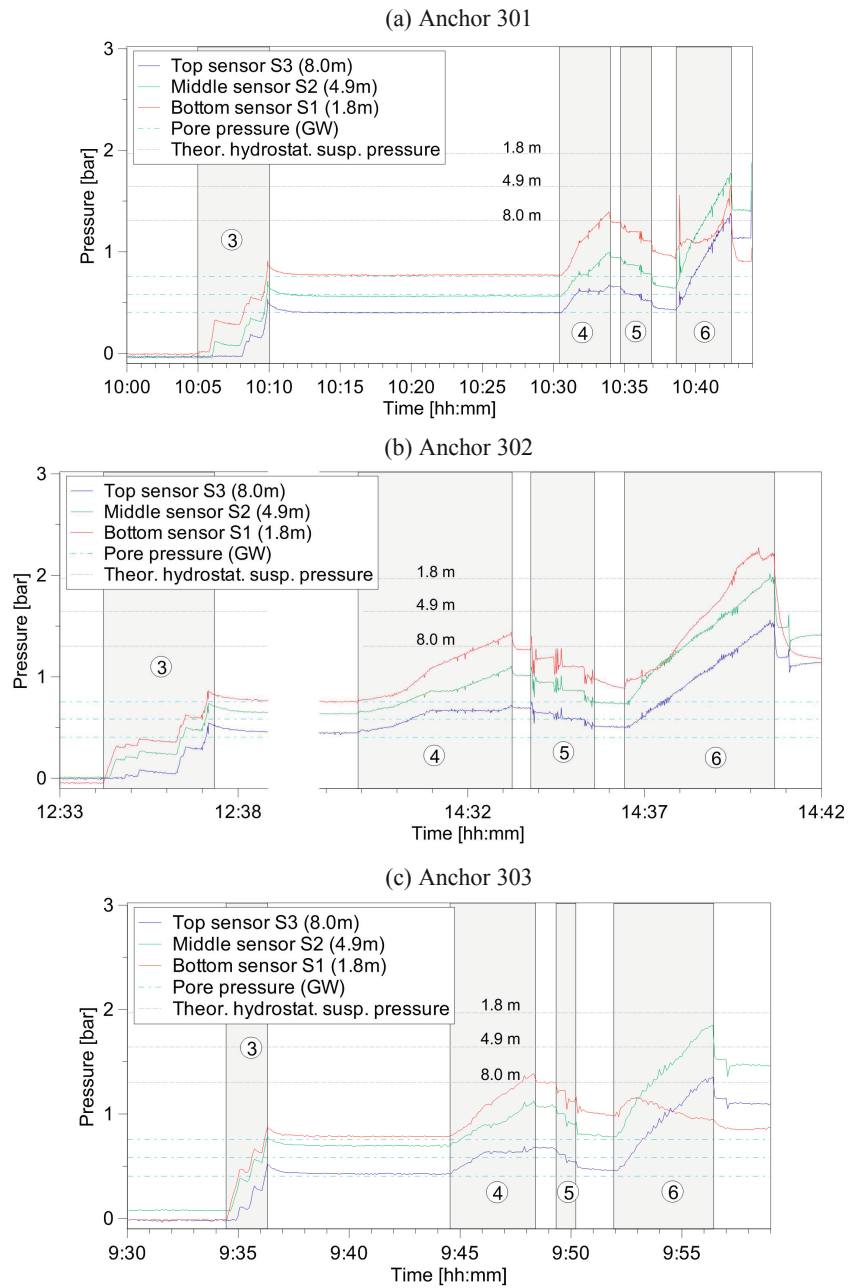 (a) Anchor 301
3
Top sensor S3 (8.0m)
Middle sensor S2 (4.9m)
Bottom sensor S1 (1.8m)
Pore pressure (GW)
Theor. hydrostat. susp. pressure
1.8 m
2
4.9 m
8.0 m
Pressure [bar]
3
1
4
5
6
0
10:00
10:05
10:10
10:15
10:20
10:25
10:30
10:35
10:40
Time [hh:mm]
(b) Anchor 302
3
Top sensor S3 (8.0m)
Middle sensor S2 (4.9m)
Bottom sensor S1 (1.8m)
Pore pressure (GW)
Theor. hydrostat. susp. pressure
1.8 m
2
4.9 m
8.0 m
Pressure [bar]
3
1
4
5
6
0
12:33
12:38
14:32
14:37
14:42
Time [hh:mm]
(c) Anchor 303
3
Top sensor S3 (8.0m)
Middle sensor S2 (4.9m)
Bottom sensor S1 (1.8m)
Pore pressure (GW)
Theor. hydrostat. susp. pressure
1.8 m
2
4.9 m
8.0 m
Pressure [bar]
3
1
4
5
6
0
9:30
9:35
9:40
9:45
9:50
9:55
Time [hh:mm]